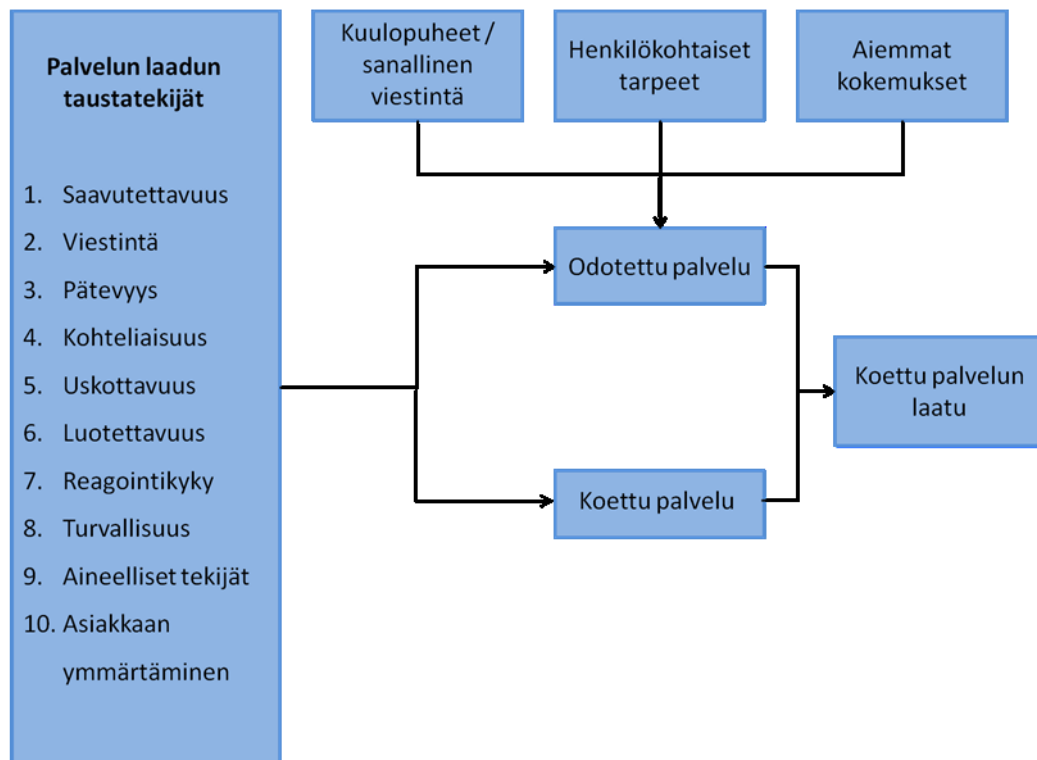 Palvelun laadun
taustatekijät
1. Saavutettavuus
2. Viestintä
3. Pätevyys
4. Kohteliaisuus
5. Uskottavuus
6. Luotettavuus
7. Reagointikyky
8. Turvallisuus
9. Aineelliset tekijät
10. Asiakkaan
ymmärtäminen
Kuulopuheet /
sanallinen
viestintä
Henkilökohtaiset
tarpeet
Aiemmat
kokemukset
Odotettu palvelu
Koettu palvelu
Koettu palvelun
laatu